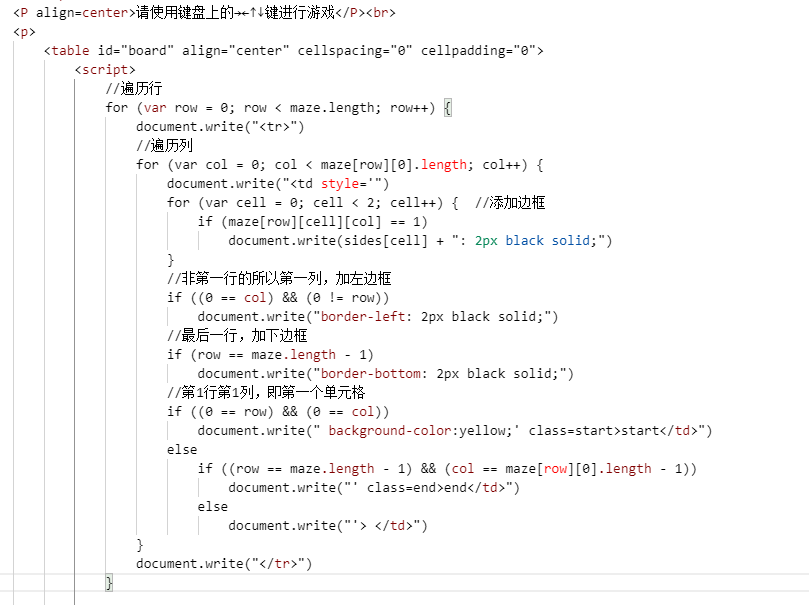 <P align=center>请使用键盘上的→←↑↓键进行游戏</P><br>
<p>
    <table id="board" align="center" cellspacing="0" cellpadding="0">
        <script>
            //遍历行
            for (var row = 0; row < maze.length; row++) {
                document.write("<tr>")
                //遍历列
                for (var col = 0; col < maze[row][0].length; col++) {
                    document.write("<td style='")
                    for (var cell = 0; cell < 2; cell++) {  //添加边框
                        if (maze[row][cell][col] == 1)
                            document.write(sides[cell] + ": 2px black solid;")
                    }
                    //非第一行的所以第一列，加左边框
                    if ((0 == col) && (0 != row))
                        document.write("border-left: 2px black solid;")
                    //最后一行，加下边框
                    if (row == maze.length - 1)
                        document.write("border-bottom: 2px black solid;")
                    //第1行第1列，即第一个单元格
                    if ((0 == row) && (0 == col))
                        document.write(" background-color:yellow;' class=start>start</td>")
                    else
                        if ((row == maze.length - 1) && (col == maze[row][0].length - 1))
                            document.write("' class=end>end</td>")
                        else
                            document.write("'> </td>")
                }
                document.write("</tr>")
            }